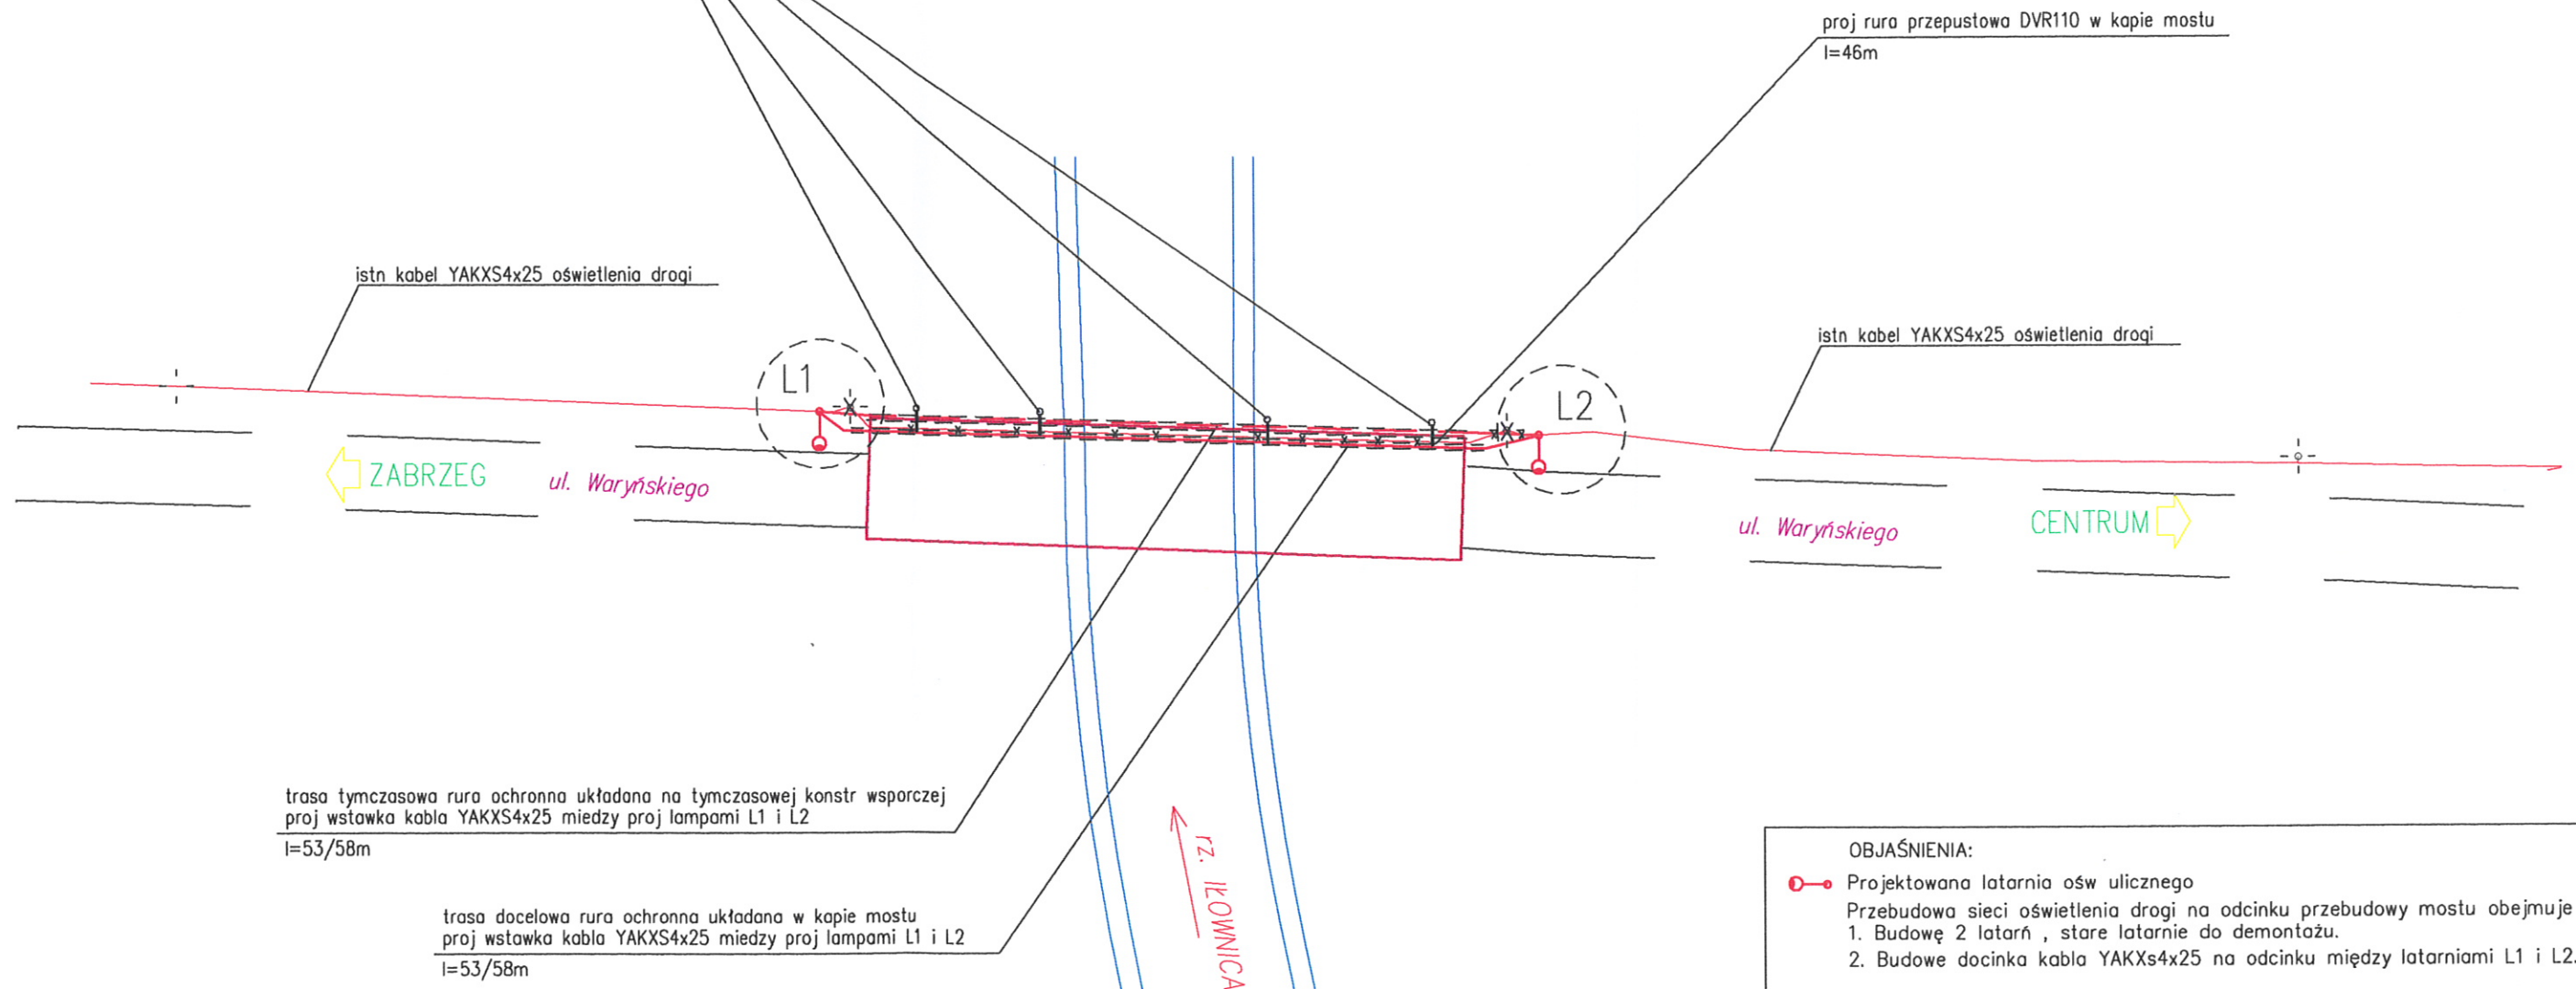 proj rura przepustowa DVR110 w kapie mostu
l=46m
istn kabel YAKXS4x25 oświetlenia drogi
istn kabel YAKXS4x25 oświetlenia drogi
L1
L2
ZABRZEG
ul. Waryńskiego
ul. Waryńskiego
CENTRUM
trasa tymczasowa rura ochronna układana na tymczasowej konstr wsporczej
proj wstawka kabla YAKXS4x25 miedzy proj lampami L1 i L2
l=53/58m
trasa docelowa rura ochronna układana w kapie mostu
proj wstawka kabla YAKXS4x25 miedzy proj lampami L1 i L2
l=53/58m
rz. IŁOWNICA
OBJAŚNIENIA:
Projektowana latarnia ośw ulicznego
Przebudowa sieci oświetlenia drogi na odcinku przebudowy mostu obejmuje
1. Budowę 2 latarń , stare latarnie do demontażu.
2. Budowe docinka kabla YAKXs4x25 na odcinku między latarniami L1 i L2.